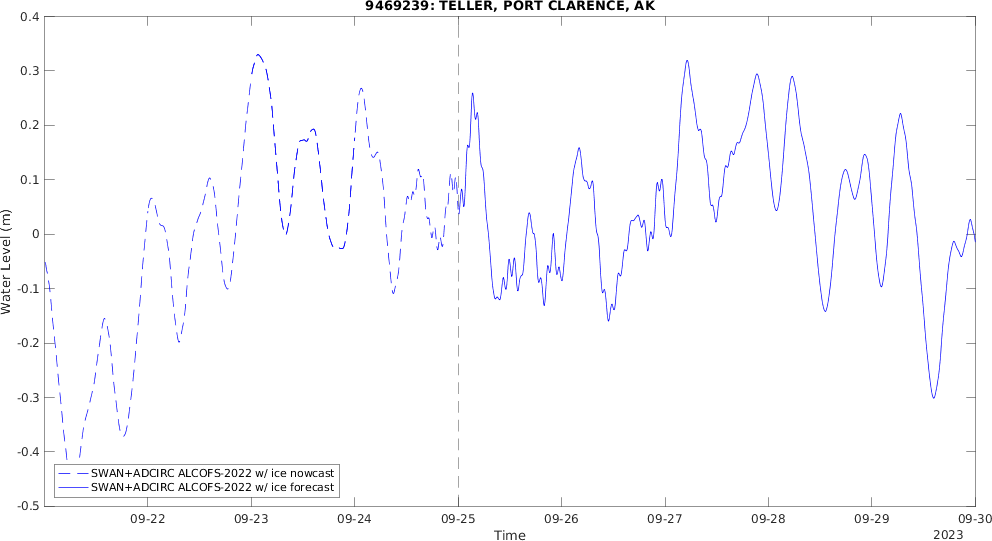 9469239: TELLER, PORT CLARENCE, AK
Water Level (m)
0.4
0.3
0.2
0.1
0
-0.1
-0.2
-0.3
-0.4
-0.5
SWAN+ADCIRC ALCOFS-2022 w/ ice nowcast
SWAN+ADCIRC ALCOFS-2022 w/ ice forecast
09-22 09-23 09-24 09-25 09-26 09-27 09-28 09-29 09-30
Time
2023